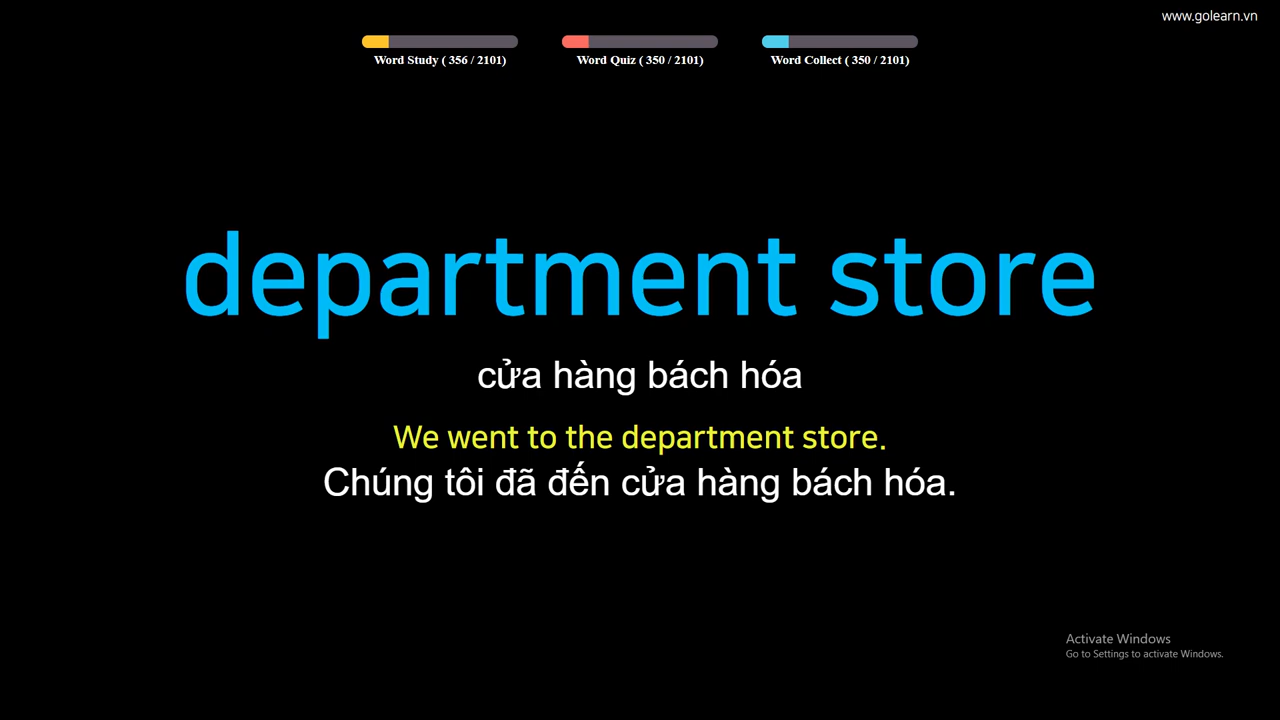 www.golearn.vn
Word Study ( 356 / 2101)
Word Quiz ( 350 / 2101)
Word Collect ( 350 / 2101)
department store
cửa hàng bách hóa
We went to the department store.
Chúng tôi đã đến cửa hàng bách hóa.
Activate Windows
Go to Settings to activate Windows.